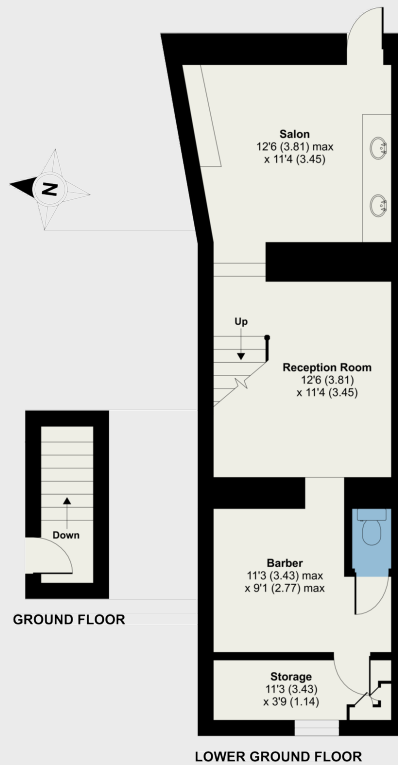 Salon
12'6 (3.81) max
x 11'4 (3.45)
N
Up
Reception Room
12'6 (3.81)
x 11'4 (3.45)
Down
GROUND FLOOR
Barber
11'3 (3.43) max
x 9'1 (2.77) max
Storage
11'3 (3.43)
x 3'9 (1.14)
LOWER GROUND FLOOR